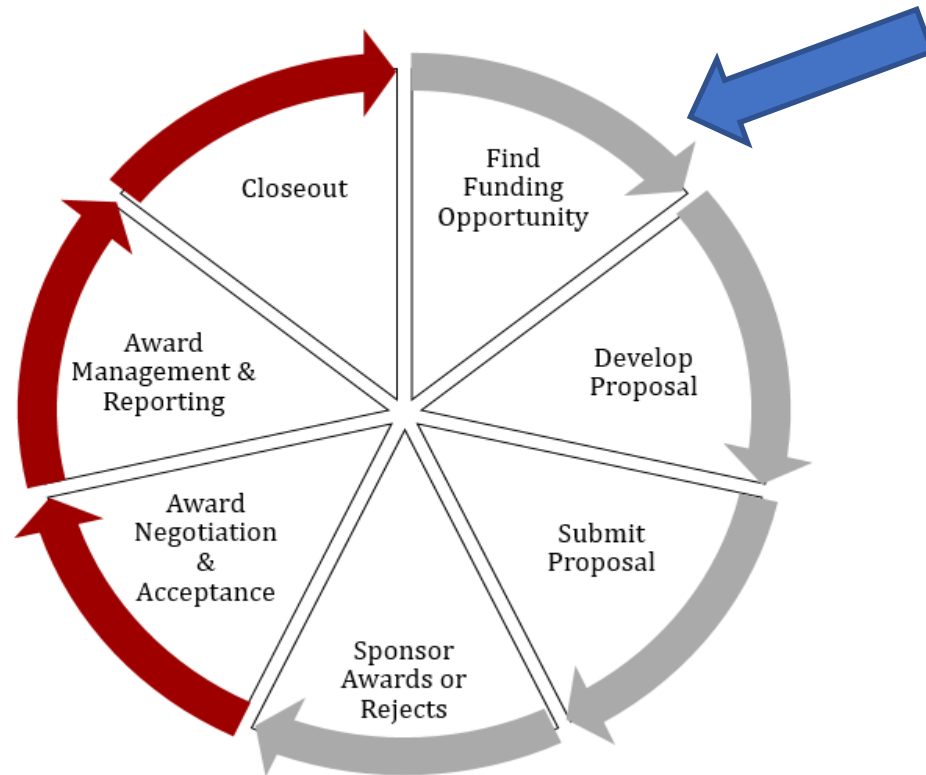 Find
Funding
Opportunity
Develop
Proposal
Submit
Proposal
Sponsor
Awards or
Rejects
Award
Negotiation
&
Acceptance
Award
Management &
Reporting
Closeout